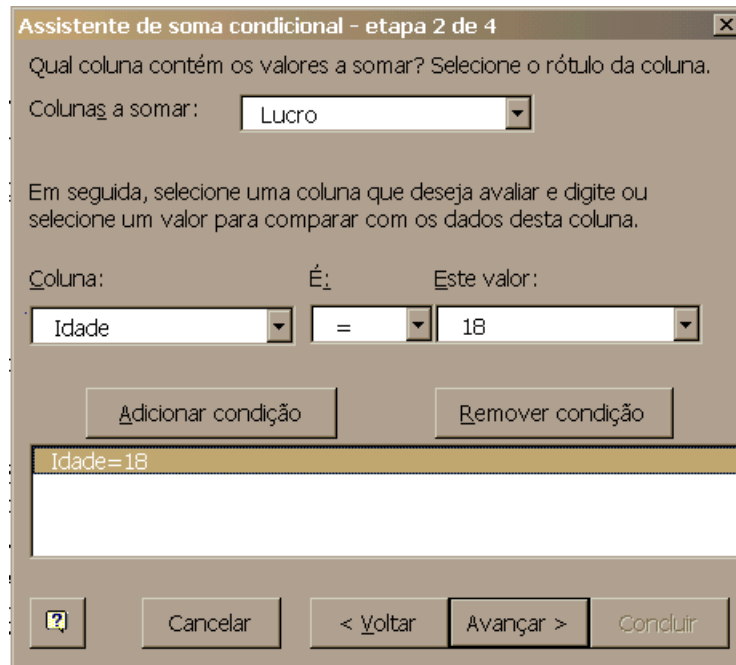 Assistente de soma condicional - etapa 2 de 4
Qual coluna contém os valores a somar? Selecione o rótulo da coluna.
Colunas a somar: Lucro
Em seguida, selecione uma coluna que deseja avaliar e digite ou
selecione um valor para comparar com os dados desta coluna.
Coluna: É: Este valor:
Idade = 18
Adicionar condição Remover condição
Idade=18
Cancelar < Voltar Avançar > Concluir